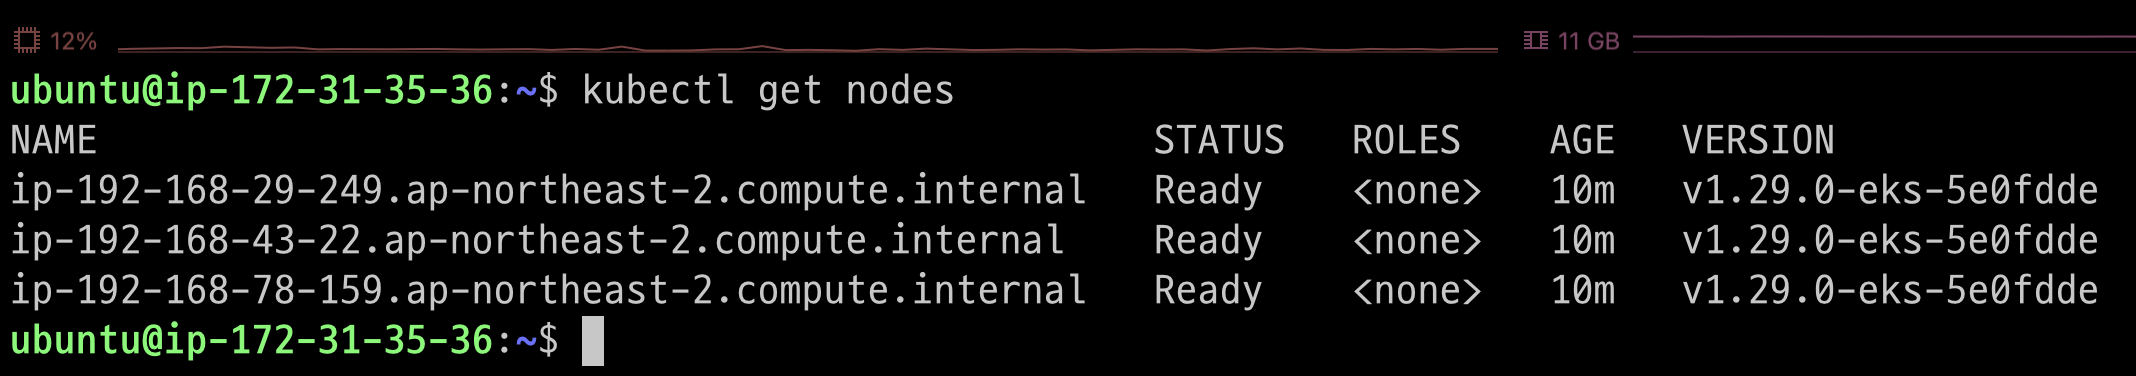 12% 11 GB
ubuntu@ip-172-31-35-36:~$ kubectl get nodes
NAME STATUS ROLES AGE VERSION
ip-192-168-29-249.ap-northeast-2.compute.internal Ready <none> 10m v1.29.0-eks-5e0fdde
ip-192-168-43-22.ap-northeast-2.compute.internal Ready <none> 10m v1.29.0-eks-5e0fdde
ip-192-168-78-159.ap-northeast-2.compute.internal Ready <none> 10m v1.29.0-eks-5e0fdde
ubuntu@ip-172-31-35-36:~$